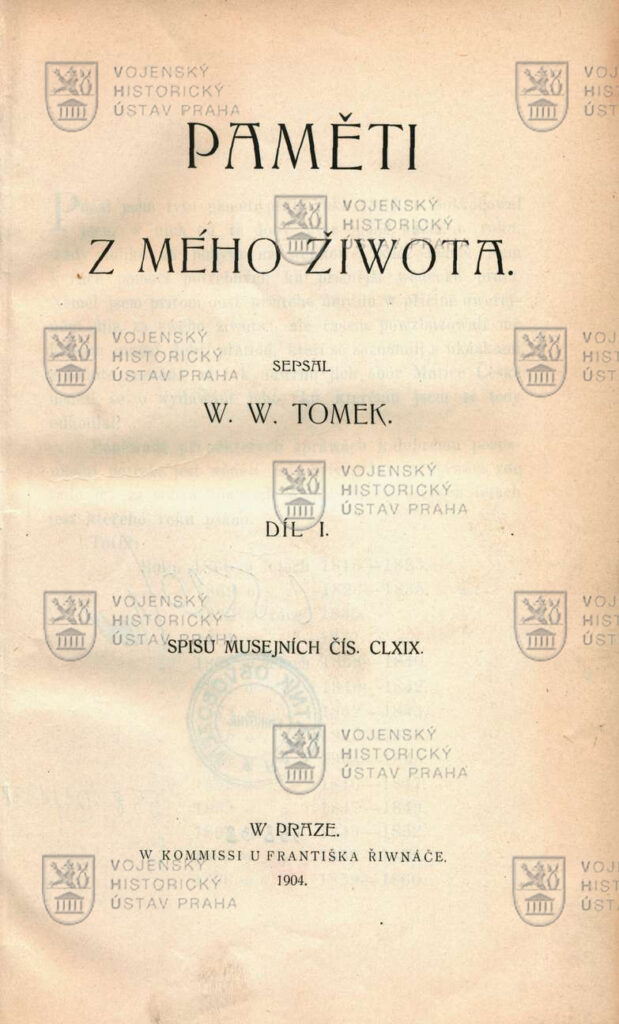 PAMĚTI
Z MÉHO ŽIWOTA.
SEPSAL
W. W. TOMEK.
DÍL I.
SPISŮ MUSEJNÍCH ČÍS. CLXIX.
W PRAZE.
W KOMMISSI U FRANTIŠKA ŘIWNÁČE.
1904.
VOJENSKÝ
HISTORICKÝ
ÚSTAV PRAHA